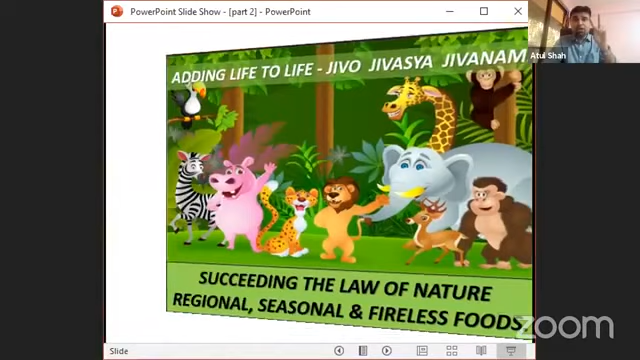 PowerPoint Slide Show - [part 2] - PowerPoint
Atul Shah
ADDING LIFE TO LIFE - JIVO JIVASYA JIVANAM
SUCCEEDING THE LAW OF NATURE
REGIONAL, SEASONAL & FIRELESS FOODS
zoom
Slide